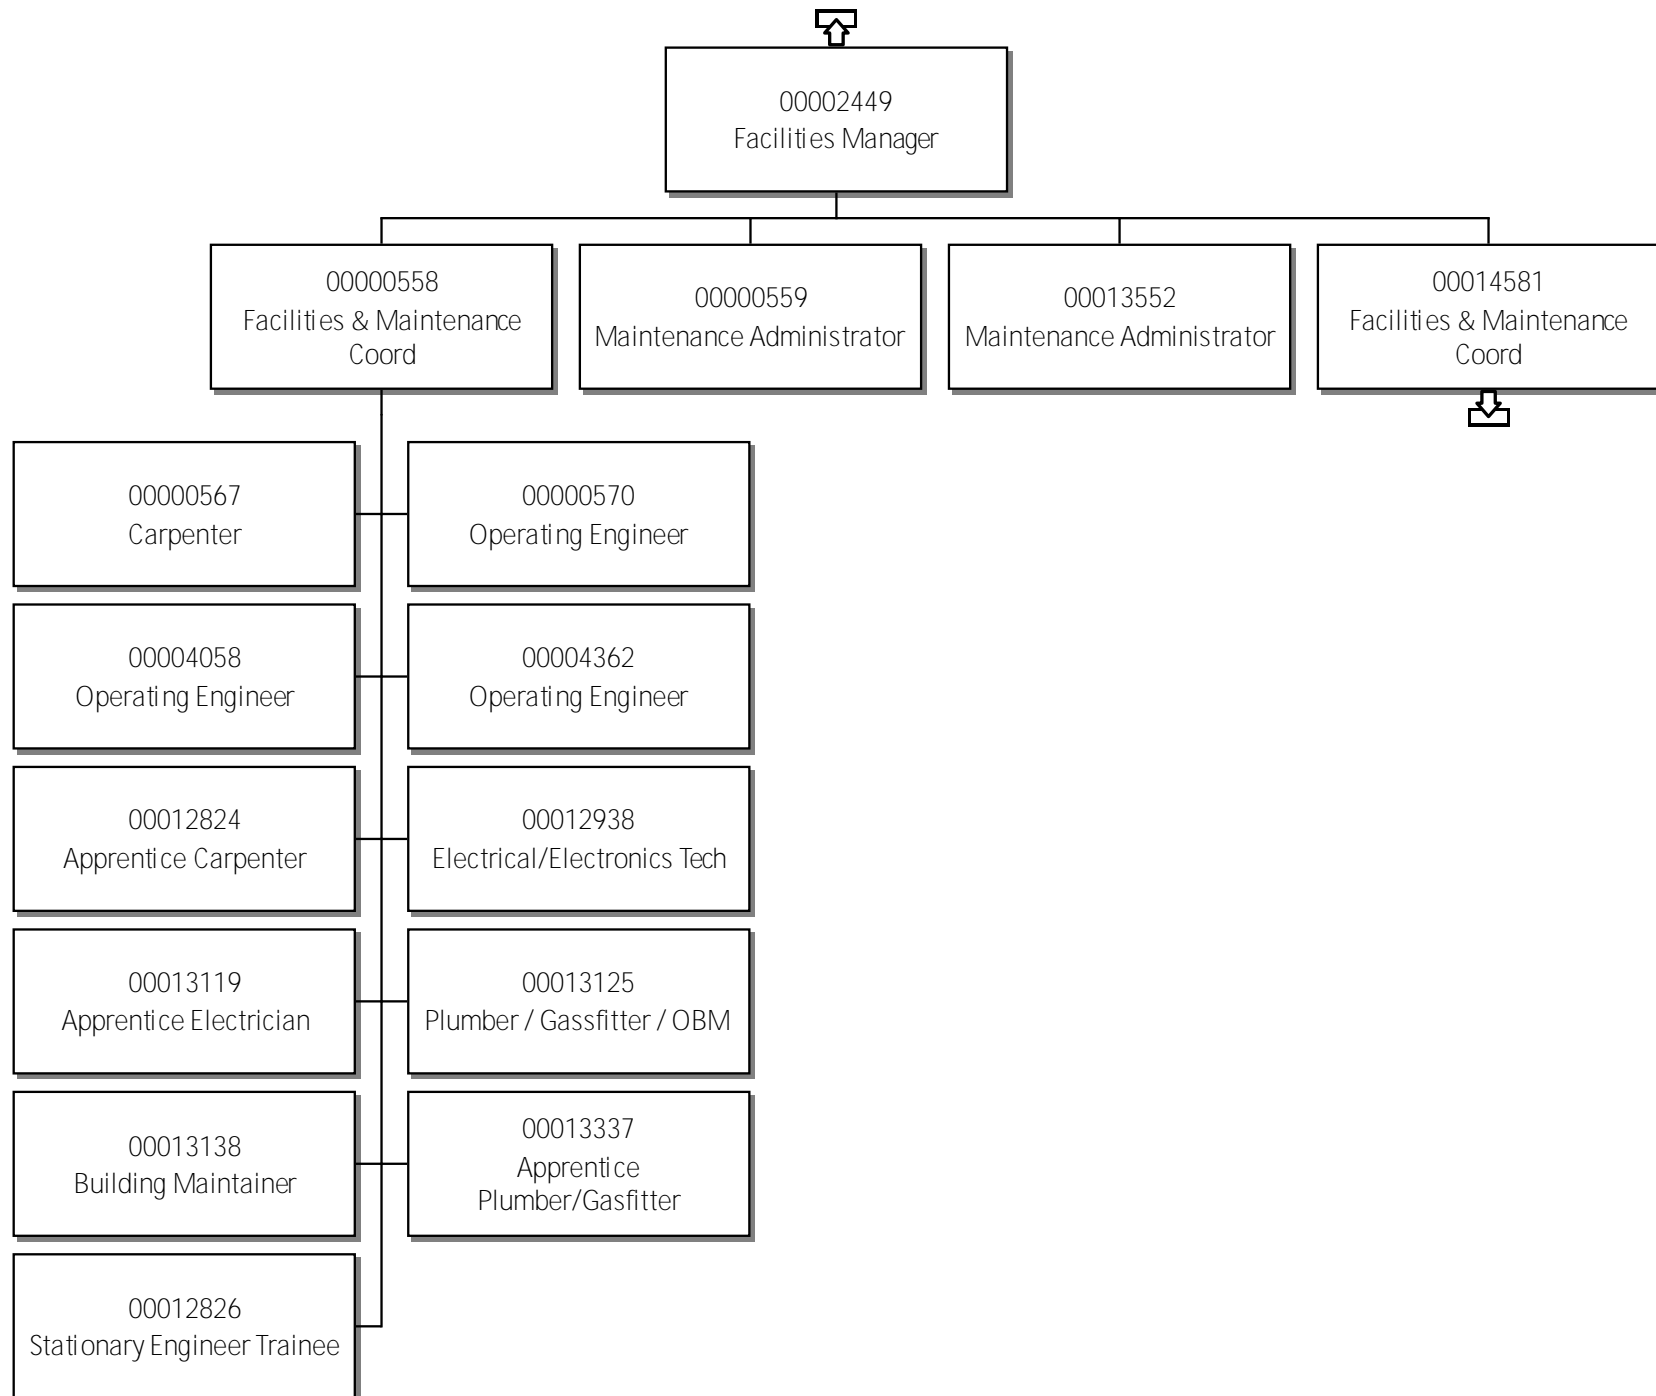 00002449
Facilities Manager
00000558
Facilities & Maintenance
Coord
00000559
Maintenance Administrator
00013552
Maintenance Administrator
00014581
Facilities & Maintenance
Coord
00000567
Carpenter
00000570
Operating Engineer
00004058
Operating Engineer
00004362
Operating Engineer
00012824
Apprentice Carpenter
00012938
Electrical/Electronics Tech
00013119
Apprentice Electrician
00013125
Plumber / Gassfitter / OBM
00013138
Building Maintainer
00013337
Apprentice
Plumber/Gasfitter
00012826
Stationary Engineer Trainee